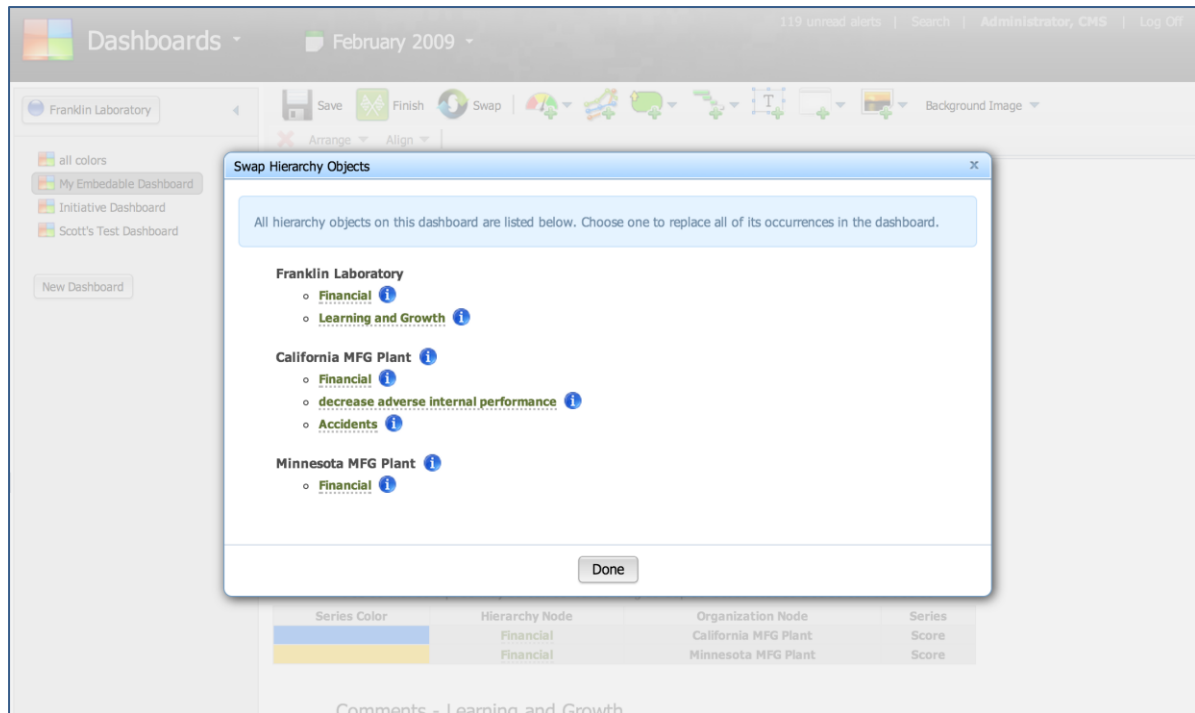 119 unread alerts | Search | Administrator, CMS | Log Off
Dashboards
February 2009
Franklin Laboratory
Save Finish Swap T Background Image
Arrange Align
all colors
My Embedable Dashboard
Initiative Dashboard
Scott's Test Dashboard
New Dashboard
Swap Hierarchy Objects x
All hierarchy objects on this dashboard are listed below. Choose one to replace all of its occurrences in the dashboard.
Franklin Laboratory
Financial i
Learning and Growth i
California MFG Plant i
Financial i
decrease adverse internal performance i
Accidents i
Minnesota MFG Plant i
Financial i
Done
Series Color Hierarchy Node Organization Node Series
Financial California MFG Plant Score
Financial Minnesota MFG Plant Score
Comments - Learning and Growth